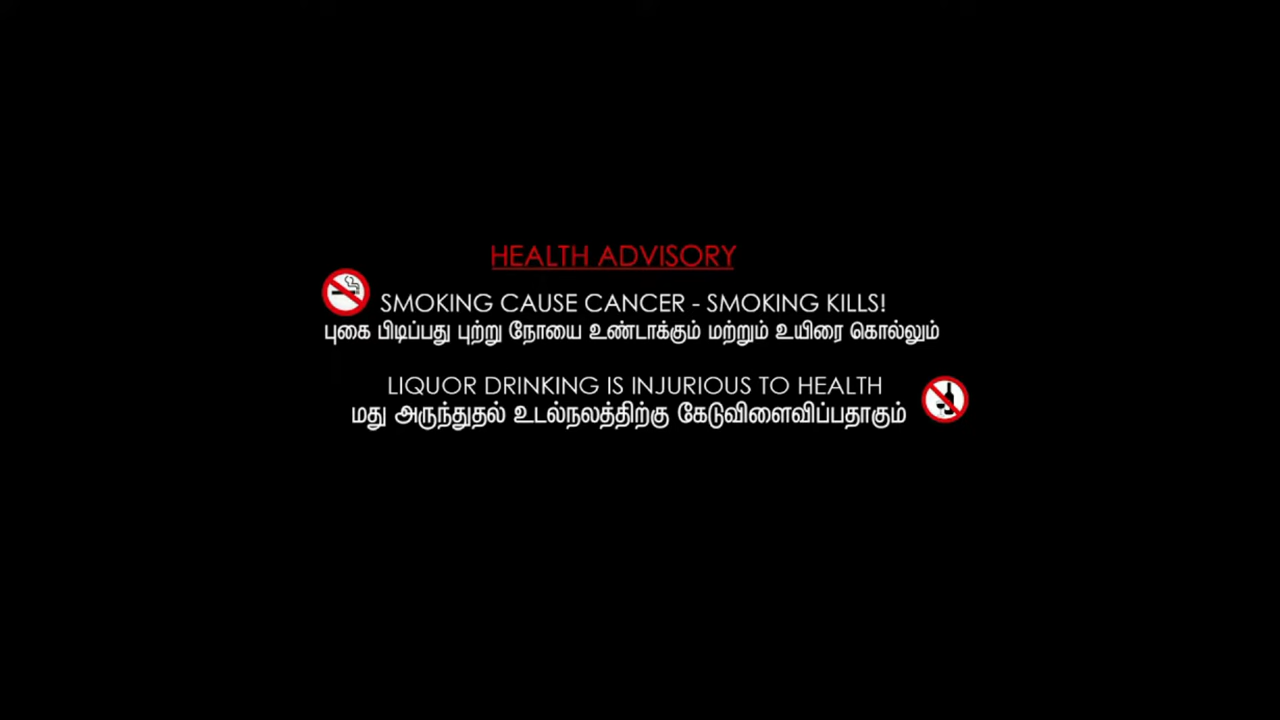 HEALTH ADVISORY
SMOKING CAUSE CANCER - SMOKING KILLS!
புகை பிடிப்பது புற்று நோயை உண்டாக்கும் மற்றும் உயிரை கொல்லும்
LIQUOR DRINKING IS INJURIOUS TO HEALTH
மது அருந்துதல் உடல்நலத்திற்கு கேடுவிளைவிப்பதாகும்